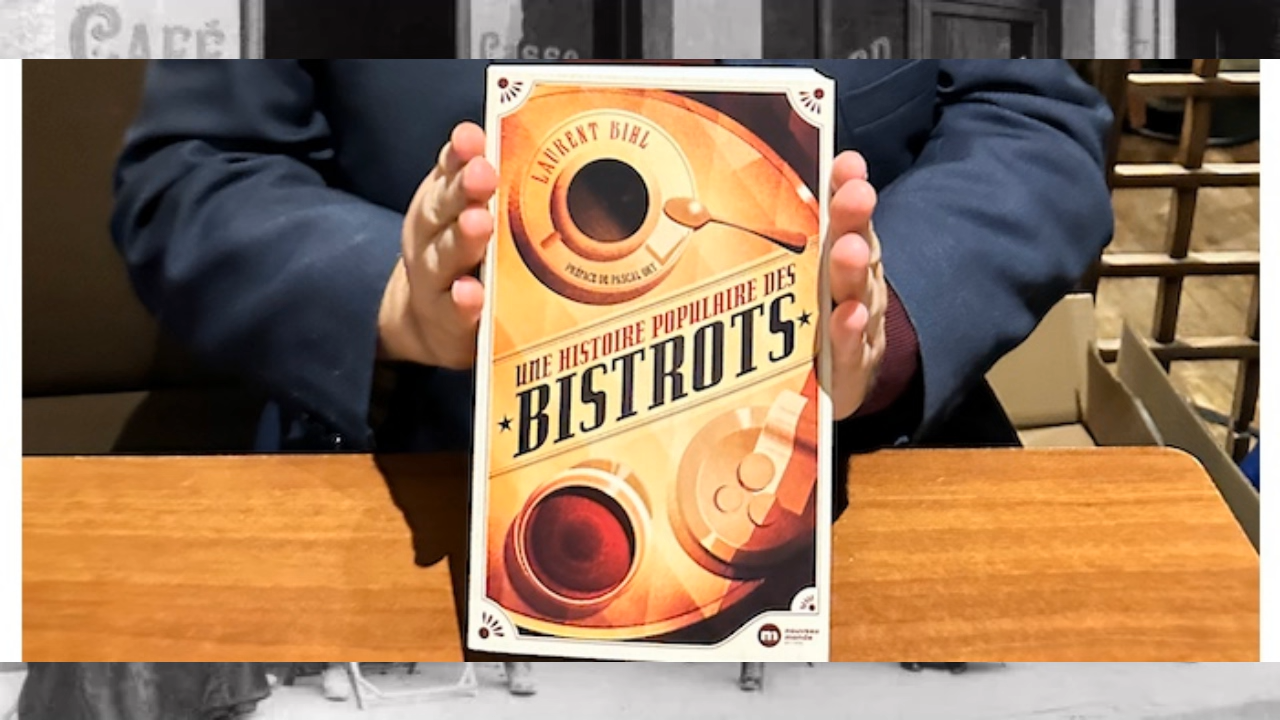 CAFÉ
LAURENT BIHL
PRÉFACE DE PASCAL ORY
UNE HISTOIRE POPULAIRE DES
BISTROTS
m nouveau
monde